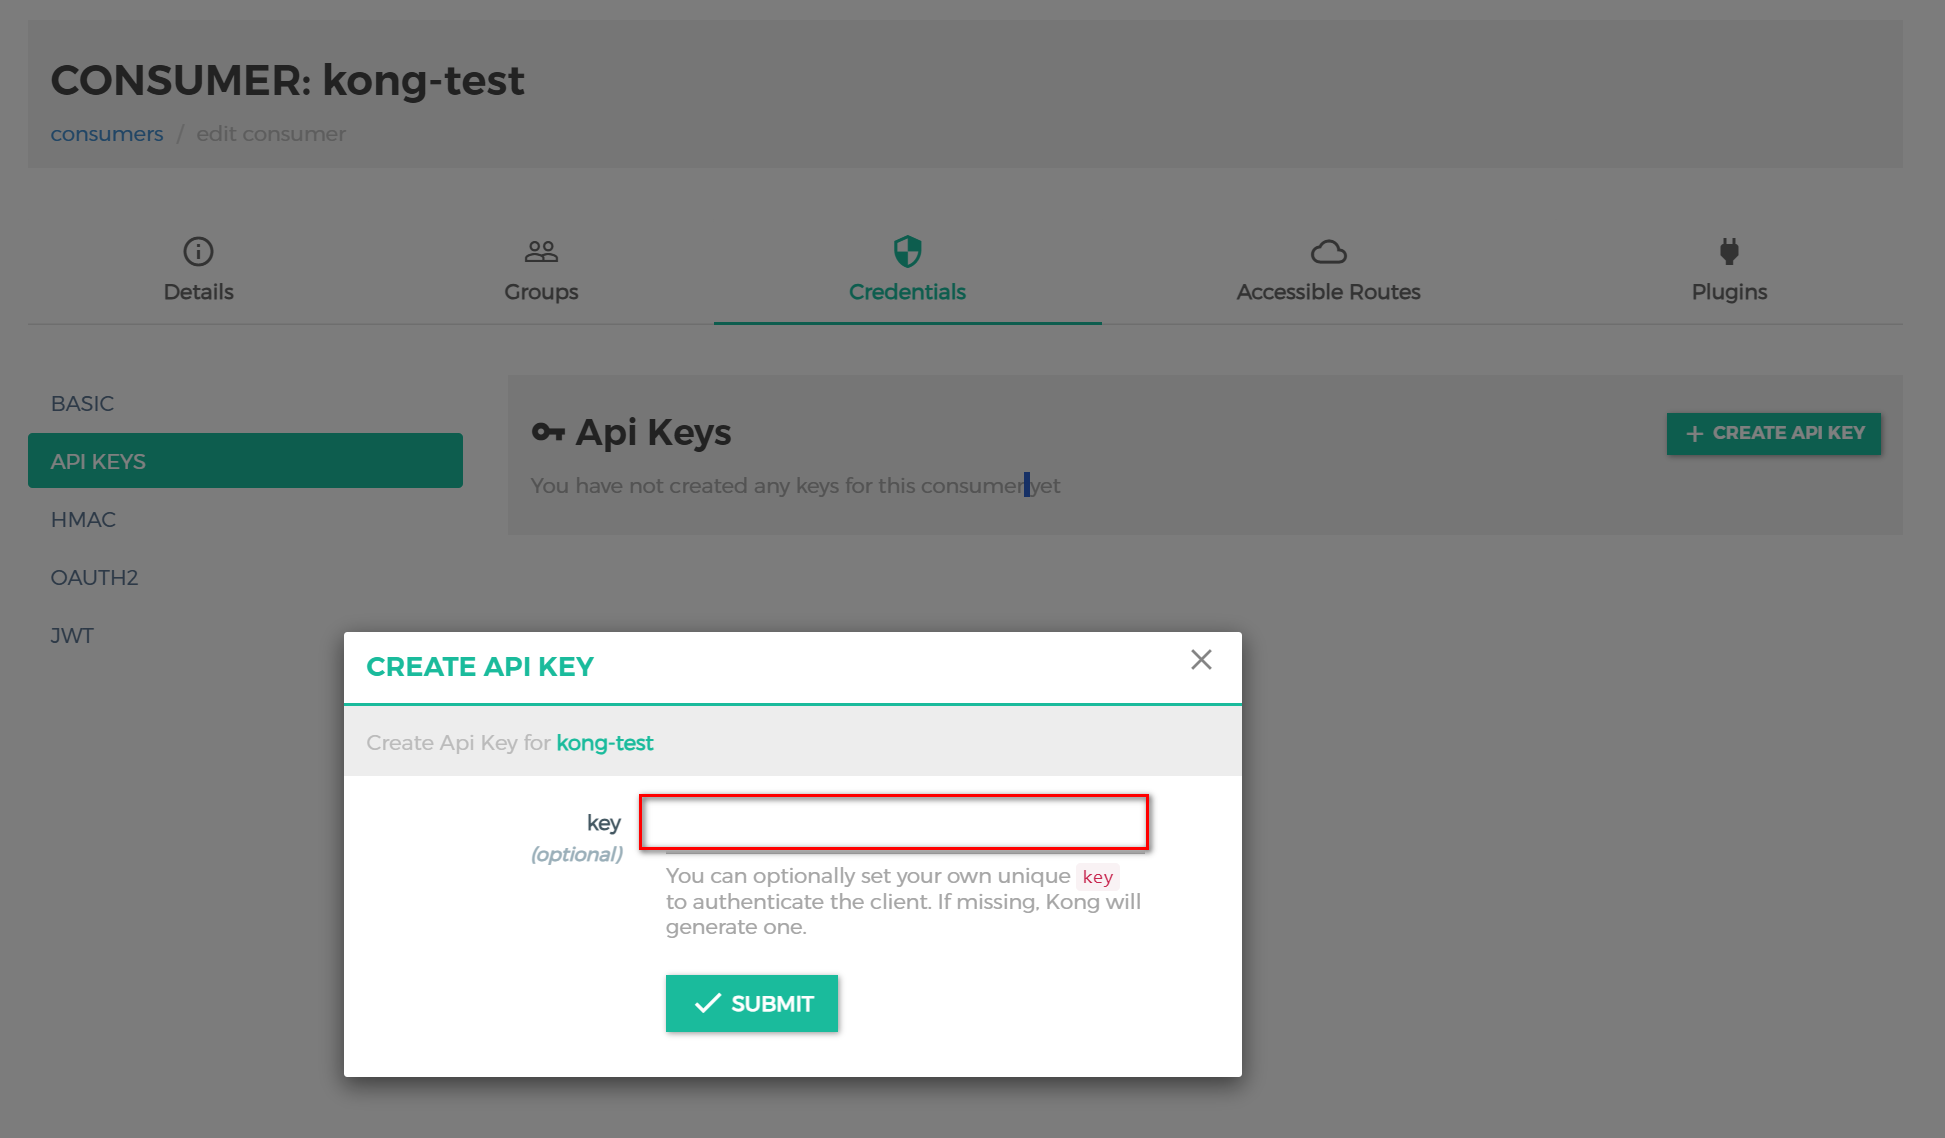 CONSUMER: kong-test
consumers / edit consumer
Details
Groups
Credentials
Accessible Routes
Plugins
BASIC
API KEYS
HMAC
OAUTH2
JWT
Api Keys
CREATE API KEY
You have not created any keys for this consumer yet
CREATE API KEY
Create Api Key for kong-test
key
(optional)
You can optionally set your own unique key
to authenticate the client. If missing, Kong will
generate one.
SUBMIT